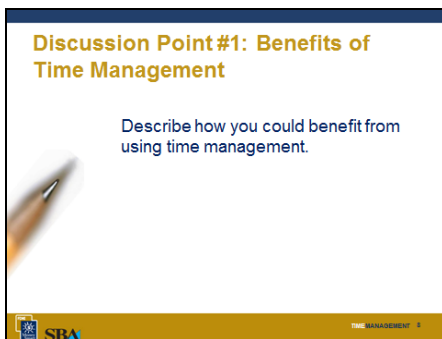 Discussion Point #1: Benefits of
Time Management
Describe how you could benefit from
using time management.
SBA
TIME MANAGEMENT